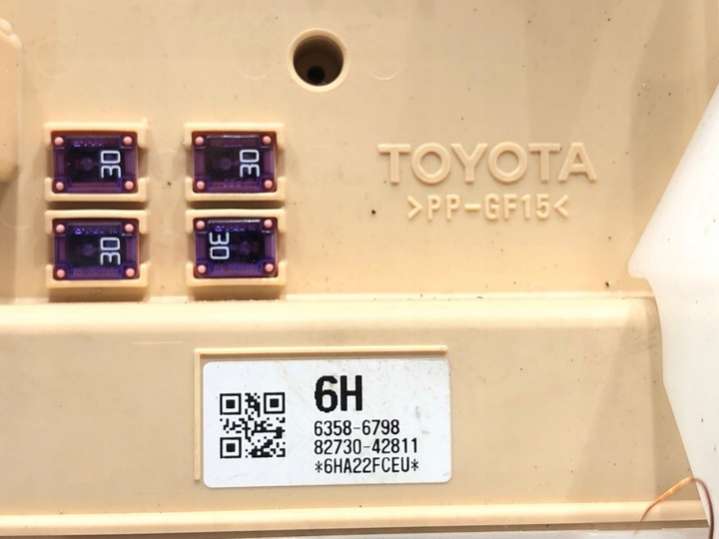 30
30
TOYOTA
>PP-GF15<
30
30
6H
6358-6798
82730-42811
*6HA22FCEU*